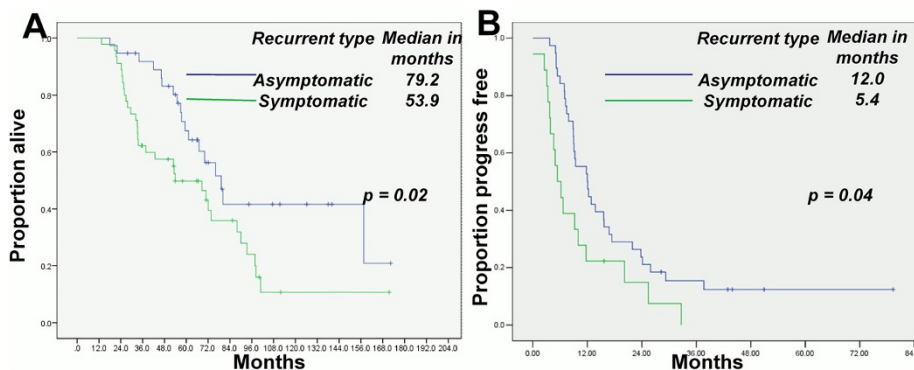 A
Recurrent type Median in months
Asymptomatic 79.2
Symptomatic 53.9
p = 0.02
Proportion alive
1.0
0.8
0.6
0.4
0.2
0.0
.0 12.0 24.0 36.0 48.0 60.0 72.0 84.0 96.0 108.0 120.0 132.0 144.0 156.0 168.0 180.0 192.0 204.0
Months
B
Recurrent type Median in months
Asymptomatic 12.0
Symptomatic 5.4
p = 0.04
Proportion progress free
1.0
0.8
0.6
0.4
0.2
0.0
0.00 12.00 24.00 36.00 48.00 60.00 72.00 84
Months